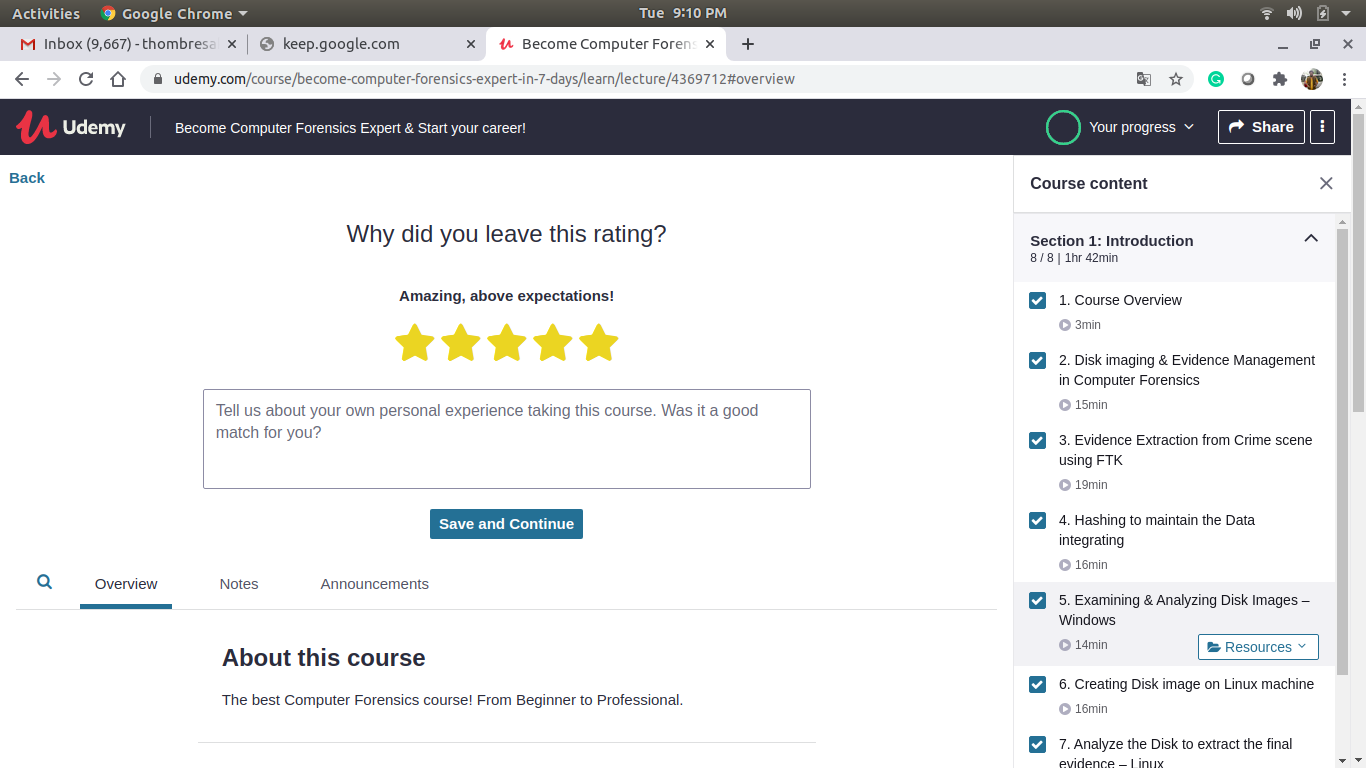 Activities Google Chrome Tue 9:10 PM
Inbox (9,667) - thombresa keep.google.com Become Computer Foren
udemy.com/course/become-computer-forensics-expert-in-7-days/learn/lecture/4369712#overview
Udemy Become Computer Forensics Expert & Start your career! Your progress Share
Back
Why did you leave this rating?
Amazing, above expectations!
Tell us about your own personal experience taking this course. Was it a good
match for you?
Save and Continue
Overview Notes Announcements
About this course
The best Computer Forensics course! From Beginner to Professional.
Course content
Section 1: Introduction
8 / 8 | 1hr 42min
1. Course Overview
3min
2. Disk imaging & Evidence Management
in Computer Forensics
15min
3. Evidence Extraction from Crime scene
using FTK
19min
4. Hashing to maintain the Data
integrating
16min
5. Examining & Analyzing Disk Images –
Windows
14min Resources
6. Creating Disk image on Linux machine
16min
7. Analyze the Disk to extract the final
evidence – Linux